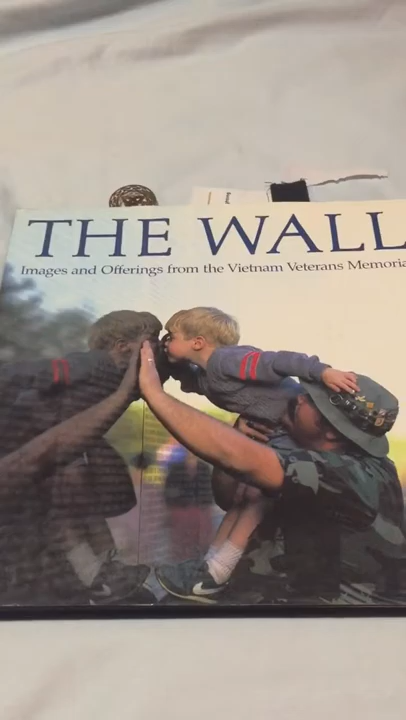 THE WALL
Images and Offerings from the Vietnam Veterans Memoria